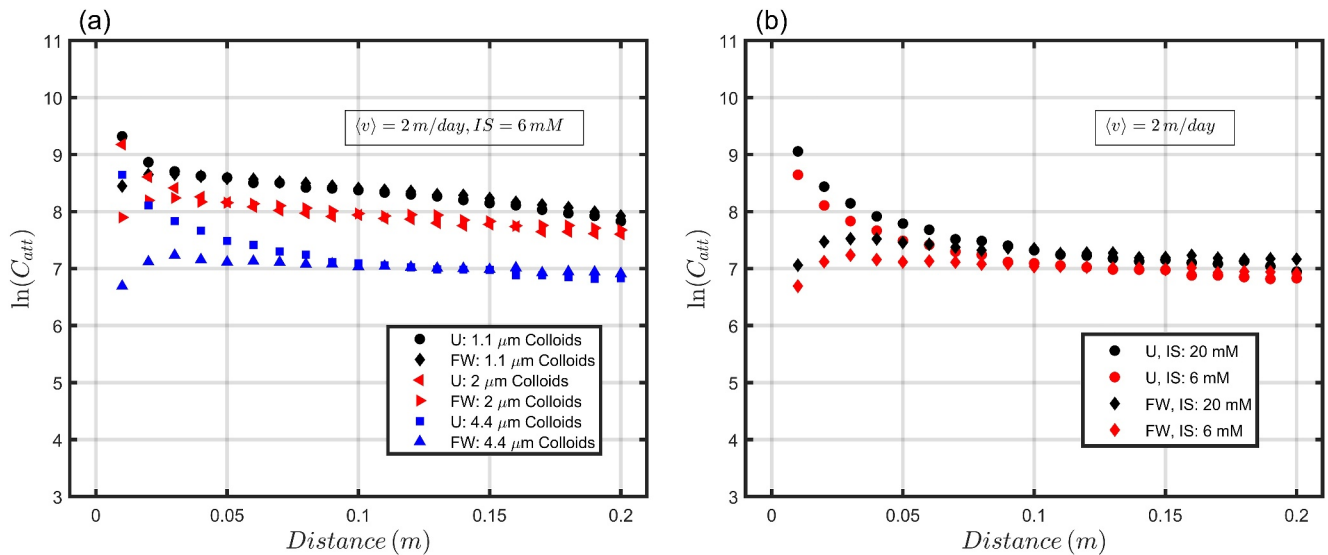 (a)
11
10
9
8
7
6
5
4
3
ln(C_att)
⟨v⟩ = 2 m/day, IS = 6 mM
U: 1.1 μm Colloids
FW: 1.1 μm Colloids
U: 2 μm Colloids
FW: 2 μm Colloids
U: 4.4 μm Colloids
FW: 4.4 μm Colloids
0 0.05 0.1 0.15 0.2
Distance (m)
(b)
11
10
9
8
7
6
5
4
3
ln(C_att)
⟨v⟩ = 2 m/day
U, IS: 20 mM
U, IS: 6 mM
FW, IS: 20 mM
FW, IS: 6 mM
0 0.05 0.1 0.15 0.2
Distance (m)